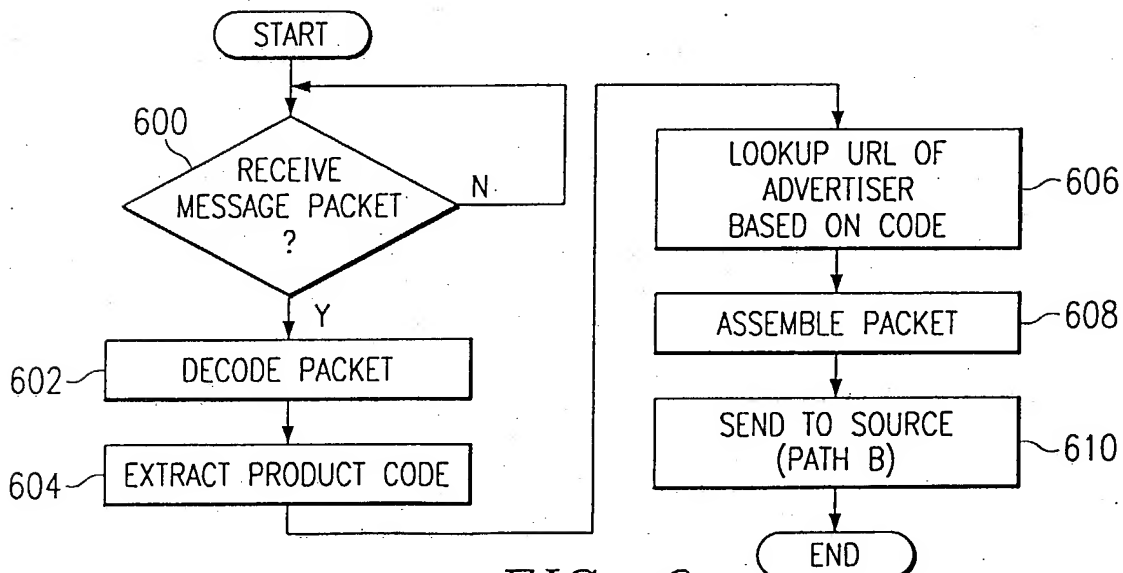 START
600
RECEIVE
MESSAGE PACKET
?
N
Y
602
DECODE PACKET
604
EXTRACT PRODUCT CODE
LOOKUP URL OF
ADVERTISER
BASED ON CODE
606
ASSEMBLE PACKET
608
SEND TO SOURCE
(PATH B)
610
END